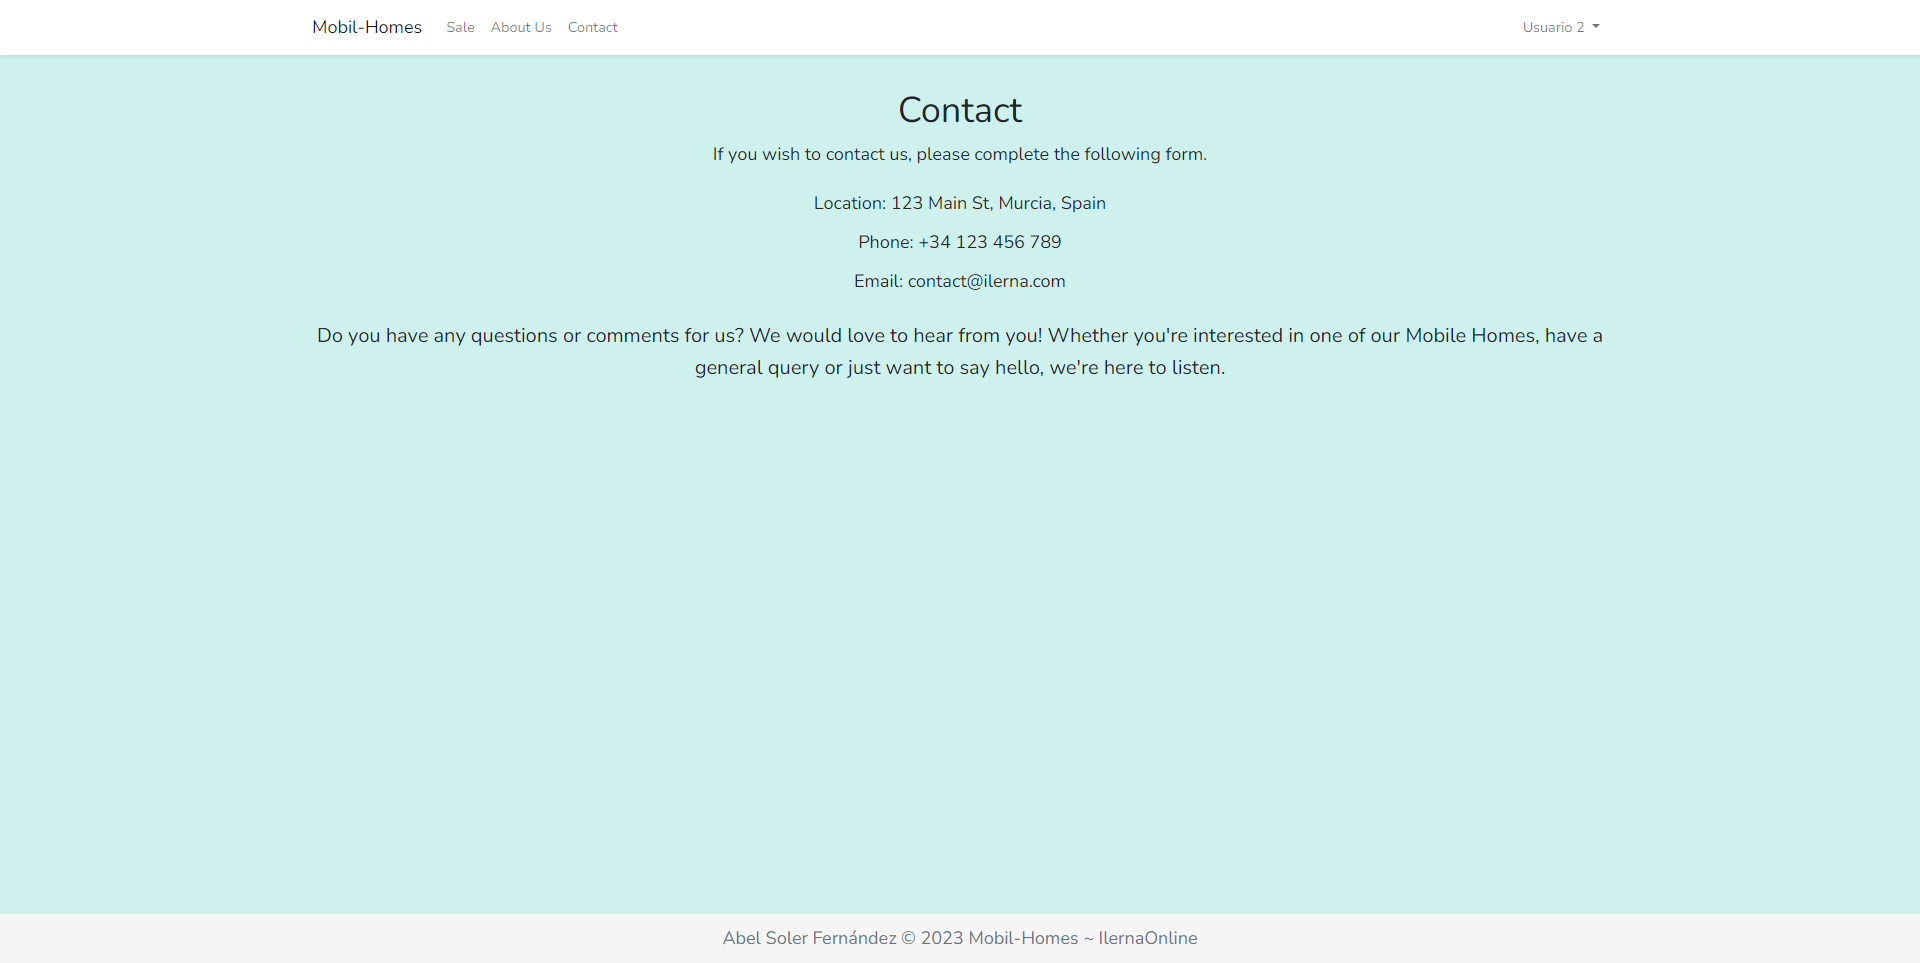 Mobil-Homes Sale About Us Contact Usuario 2
Contact
If you wish to contact us, please complete the following form.
Location: 123 Main St, Murcia, Spain
Phone: +34 123 456 789
Email: contact@ilerna.com
Do you have any questions or comments for us? We would love to hear from you! Whether you're interested in one of our Mobile Homes, have a
general query or just want to say hello, we're here to listen.
Abel Soler Fernández © 2023 Mobil-Homes ~ IlernaOnline